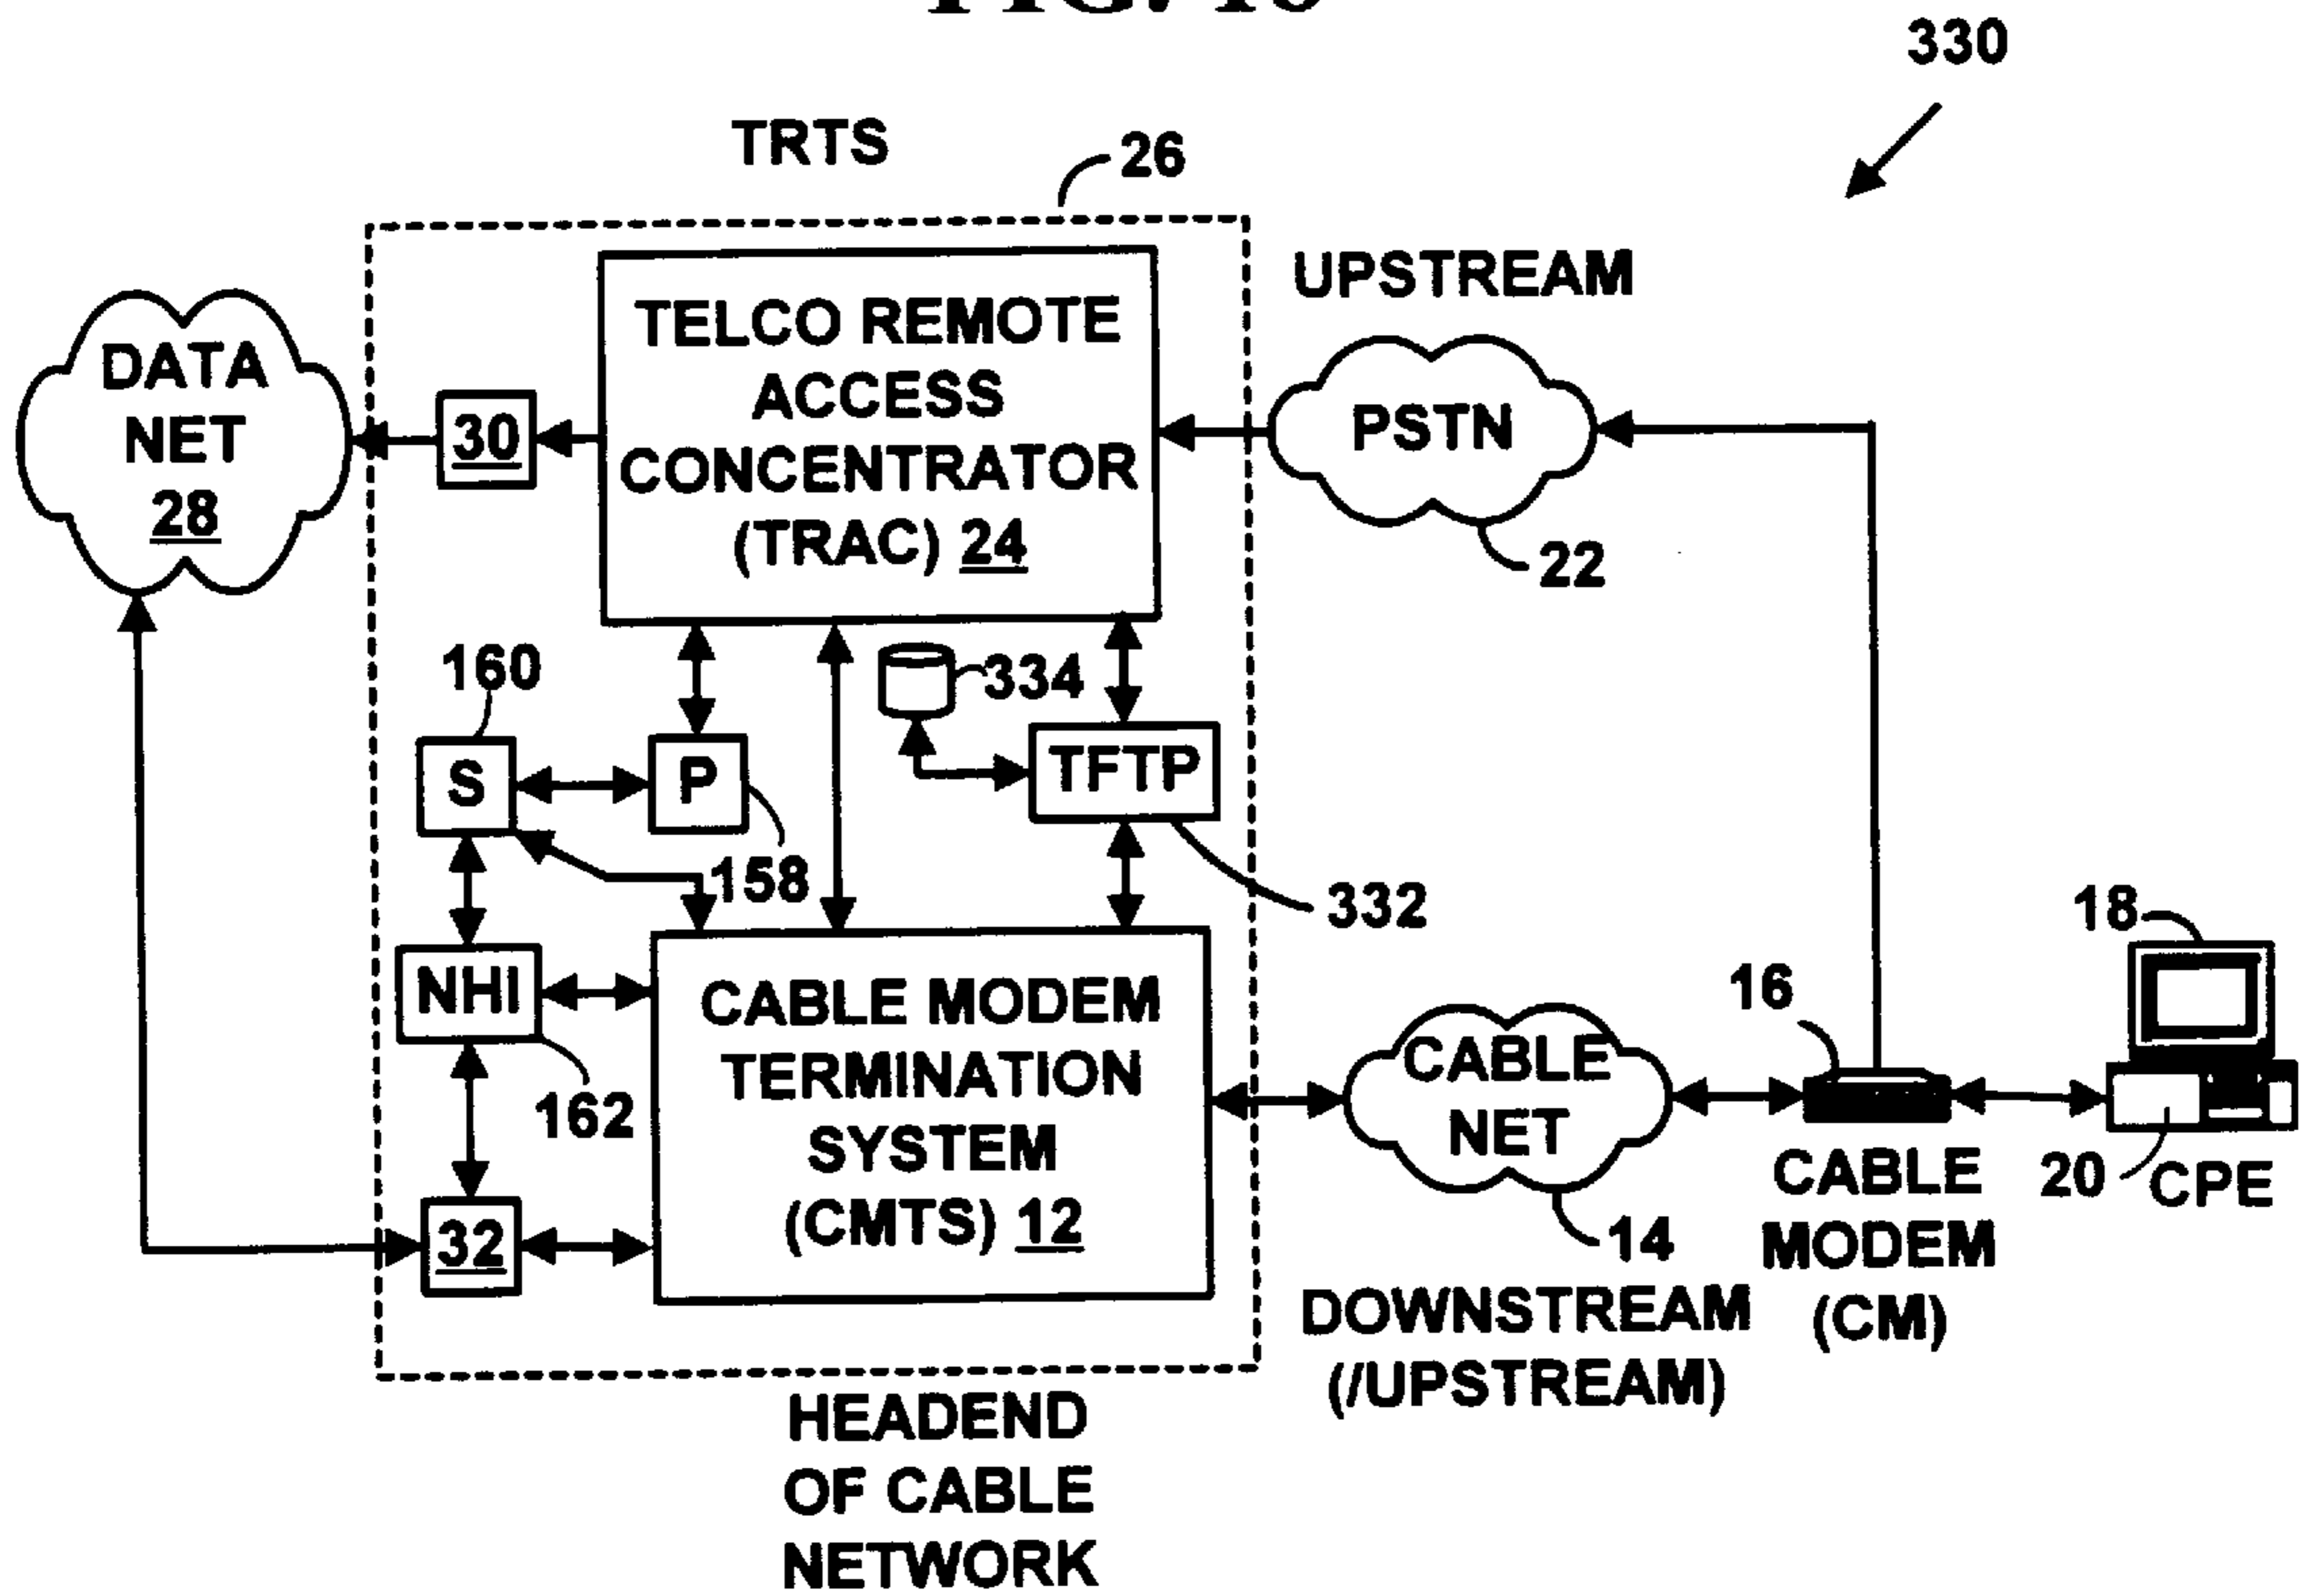 330
TRTS
26
UPSTREAM
TELCO REMOTE
ACCESS
CONCENTRATOR
(TRAC) 24
DATA
NET
28
30
PSTN
22
160
334
S
P
TFTP
158
332
18
NHI
16
CABLE MODEM
TERMINATION
SYSTEM
(CMTS) 12
CABLE
NET
162
20
CPE
CABLE
MODEM
(CM)
32
14
DOWNSTREAM
(/UPSTREAM)
HEADEND
OF CABLE
NETWORK